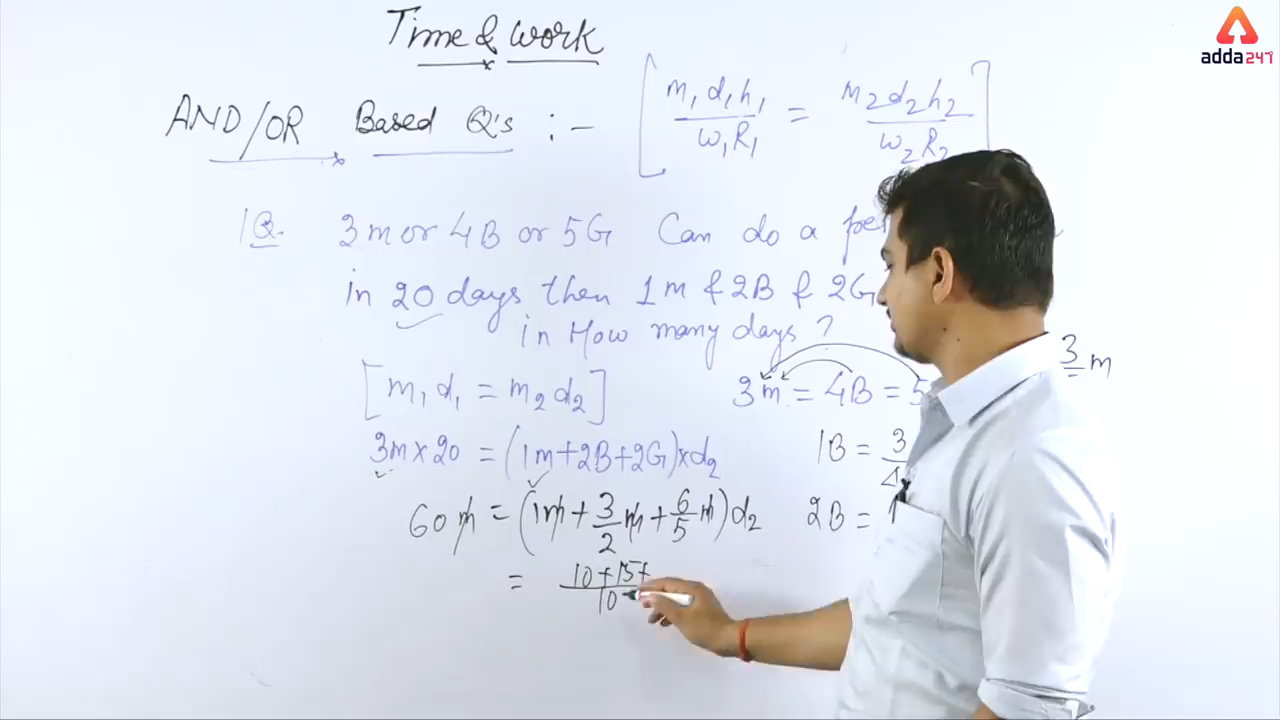 Time & work
adda247
AND/OR Based Q's :- [ m₁d₁h₁ / w₁R₁ = m₂d₂h₂ / w₂R₂ ]
1Q. 3m or 4B or 5G Can do a
in 20 days then 1m & 2B & 2G
in How many days ?
3/ m
[m₁d₁ = m₂d₂] 3m = 4B = 5
3m×20 = (1m+2B+2G)×d₂ 1B = 3/4
60m = (1m + 3/2 m + 6/5 m) d₂ 2B =
= 10+15+ / 10